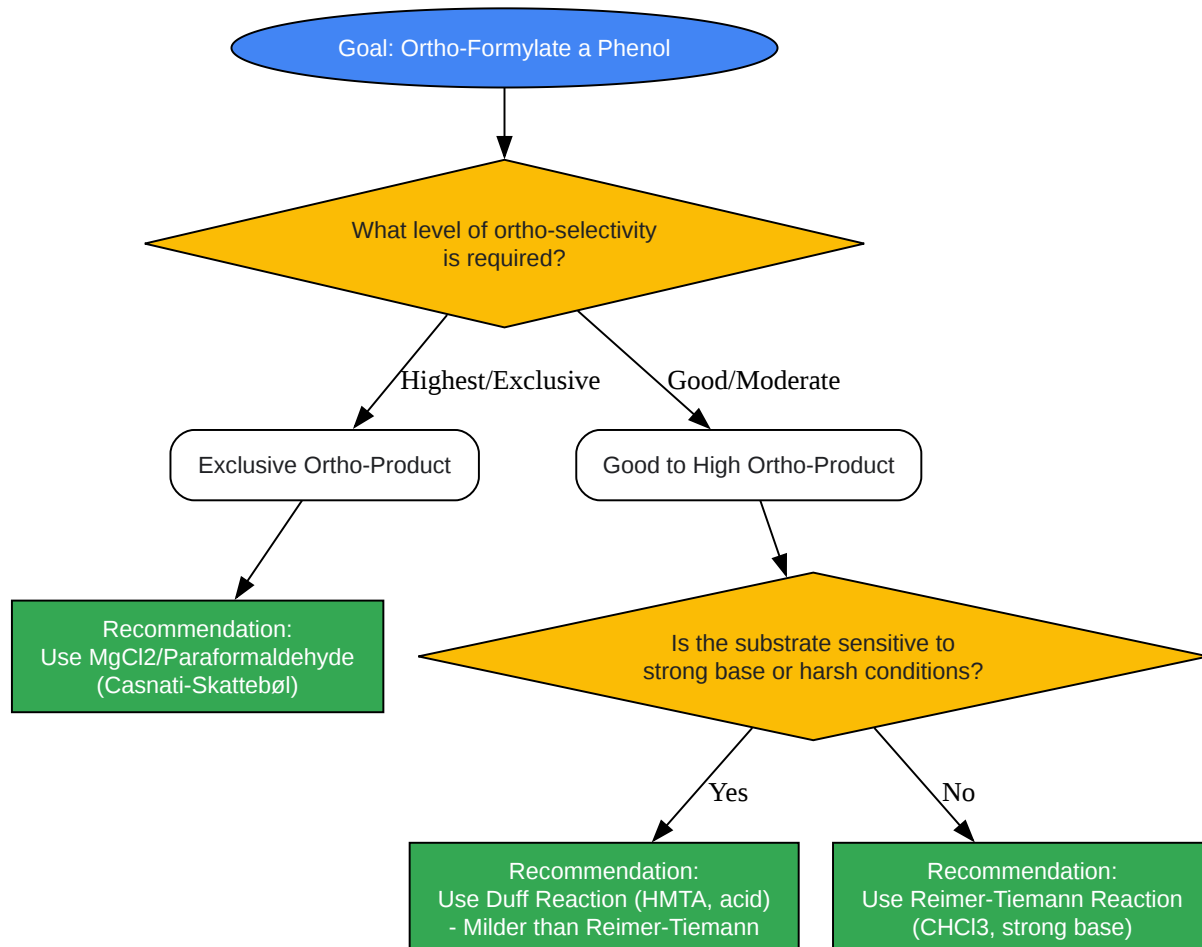 Goal: Ortho-Formylate a Phenol
What level of ortho-selectivity
is required?
Highest/Exclusive
Good/Moderate
Exclusive Ortho-Product
Good to High Ortho-Product
Recommendation:
Use MgCl2/Paraformaldehyde
(Casnati-Skattebøl)
Is the substrate sensitive to
strong base or harsh conditions?
Yes
No
Recommendation:
Use Duff Reaction (HMTA, acid)
- Milder than Reimer-Tiemann
Recommendation:
Use Reimer-Tiemann Reaction
(CHCl3, strong base)